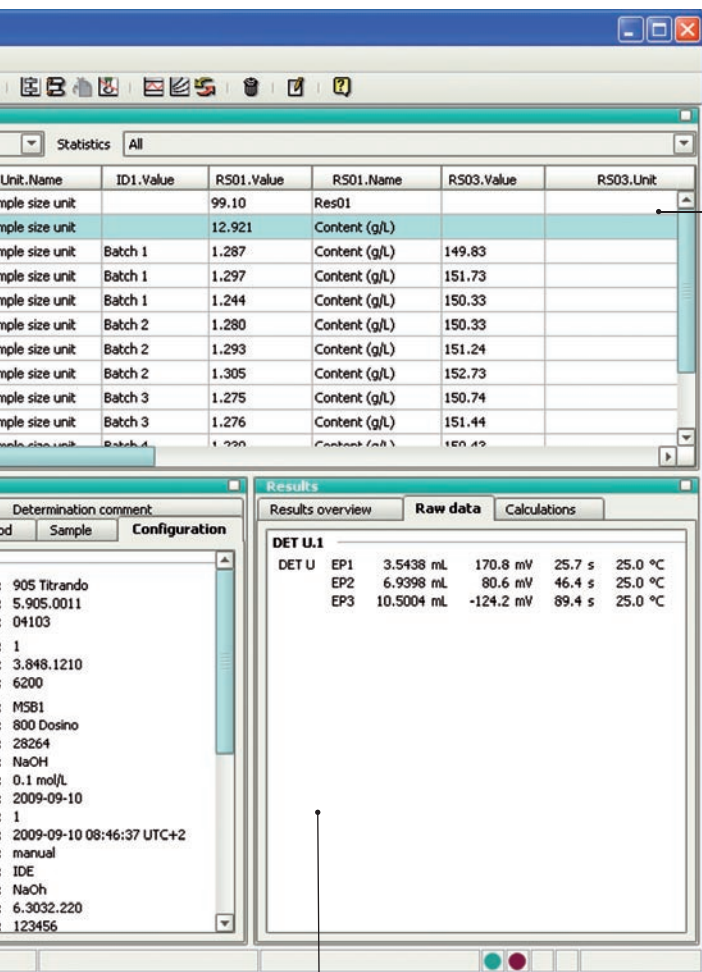 Statistics All
Unit.Name ID1.Value RS01.Value RS01.Name RS03.Value RS03.Unit
mple size unit 99.10 Res01
mple size unit 12.921 Content (g/L)
mple size unit Batch 1 1.287 Content (g/L) 149.83
mple size unit Batch 1 1.297 Content (g/L) 151.73
mple size unit Batch 1 1.244 Content (g/L) 150.33
mple size unit Batch 2 1.280 Content (g/L) 150.33
mple size unit Batch 2 1.293 Content (g/L) 151.24
mple size unit Batch 2 1.305 Content (g/L) 152.73
mple size unit Batch 3 1.275 Content (g/L) 150.74
mple size unit Batch 3 1.276 Content (g/L) 151.44
mple size unit Batch 4 1.230 Content (g/L) 150.42
Determination comment
od Sample Configuration
: 905 Titrando
: 5.905.0011
: 04103
: 1
: 3.848.1210
: 6200
: MSB1
: 800 Dosino
: 28264
: NaOH
: 0.1 mol/L
: 2009-09-10
: 1
: 2009-09-10 08:46:37 UTC+2
: manual
: IDE
: NaOh
: 6.3032.220
: 123456
Results
Results overview Raw data Calculations
DET U.1
DET U EP1 3.5438 mL 170.8 mV 25.7 s 25.0 °C
EP2 6.9398 mL 80.6 mV 46.4 s 25.0 °C
EP3 10.5004 mL -124.2 mV 89.4 s 25.0 °C